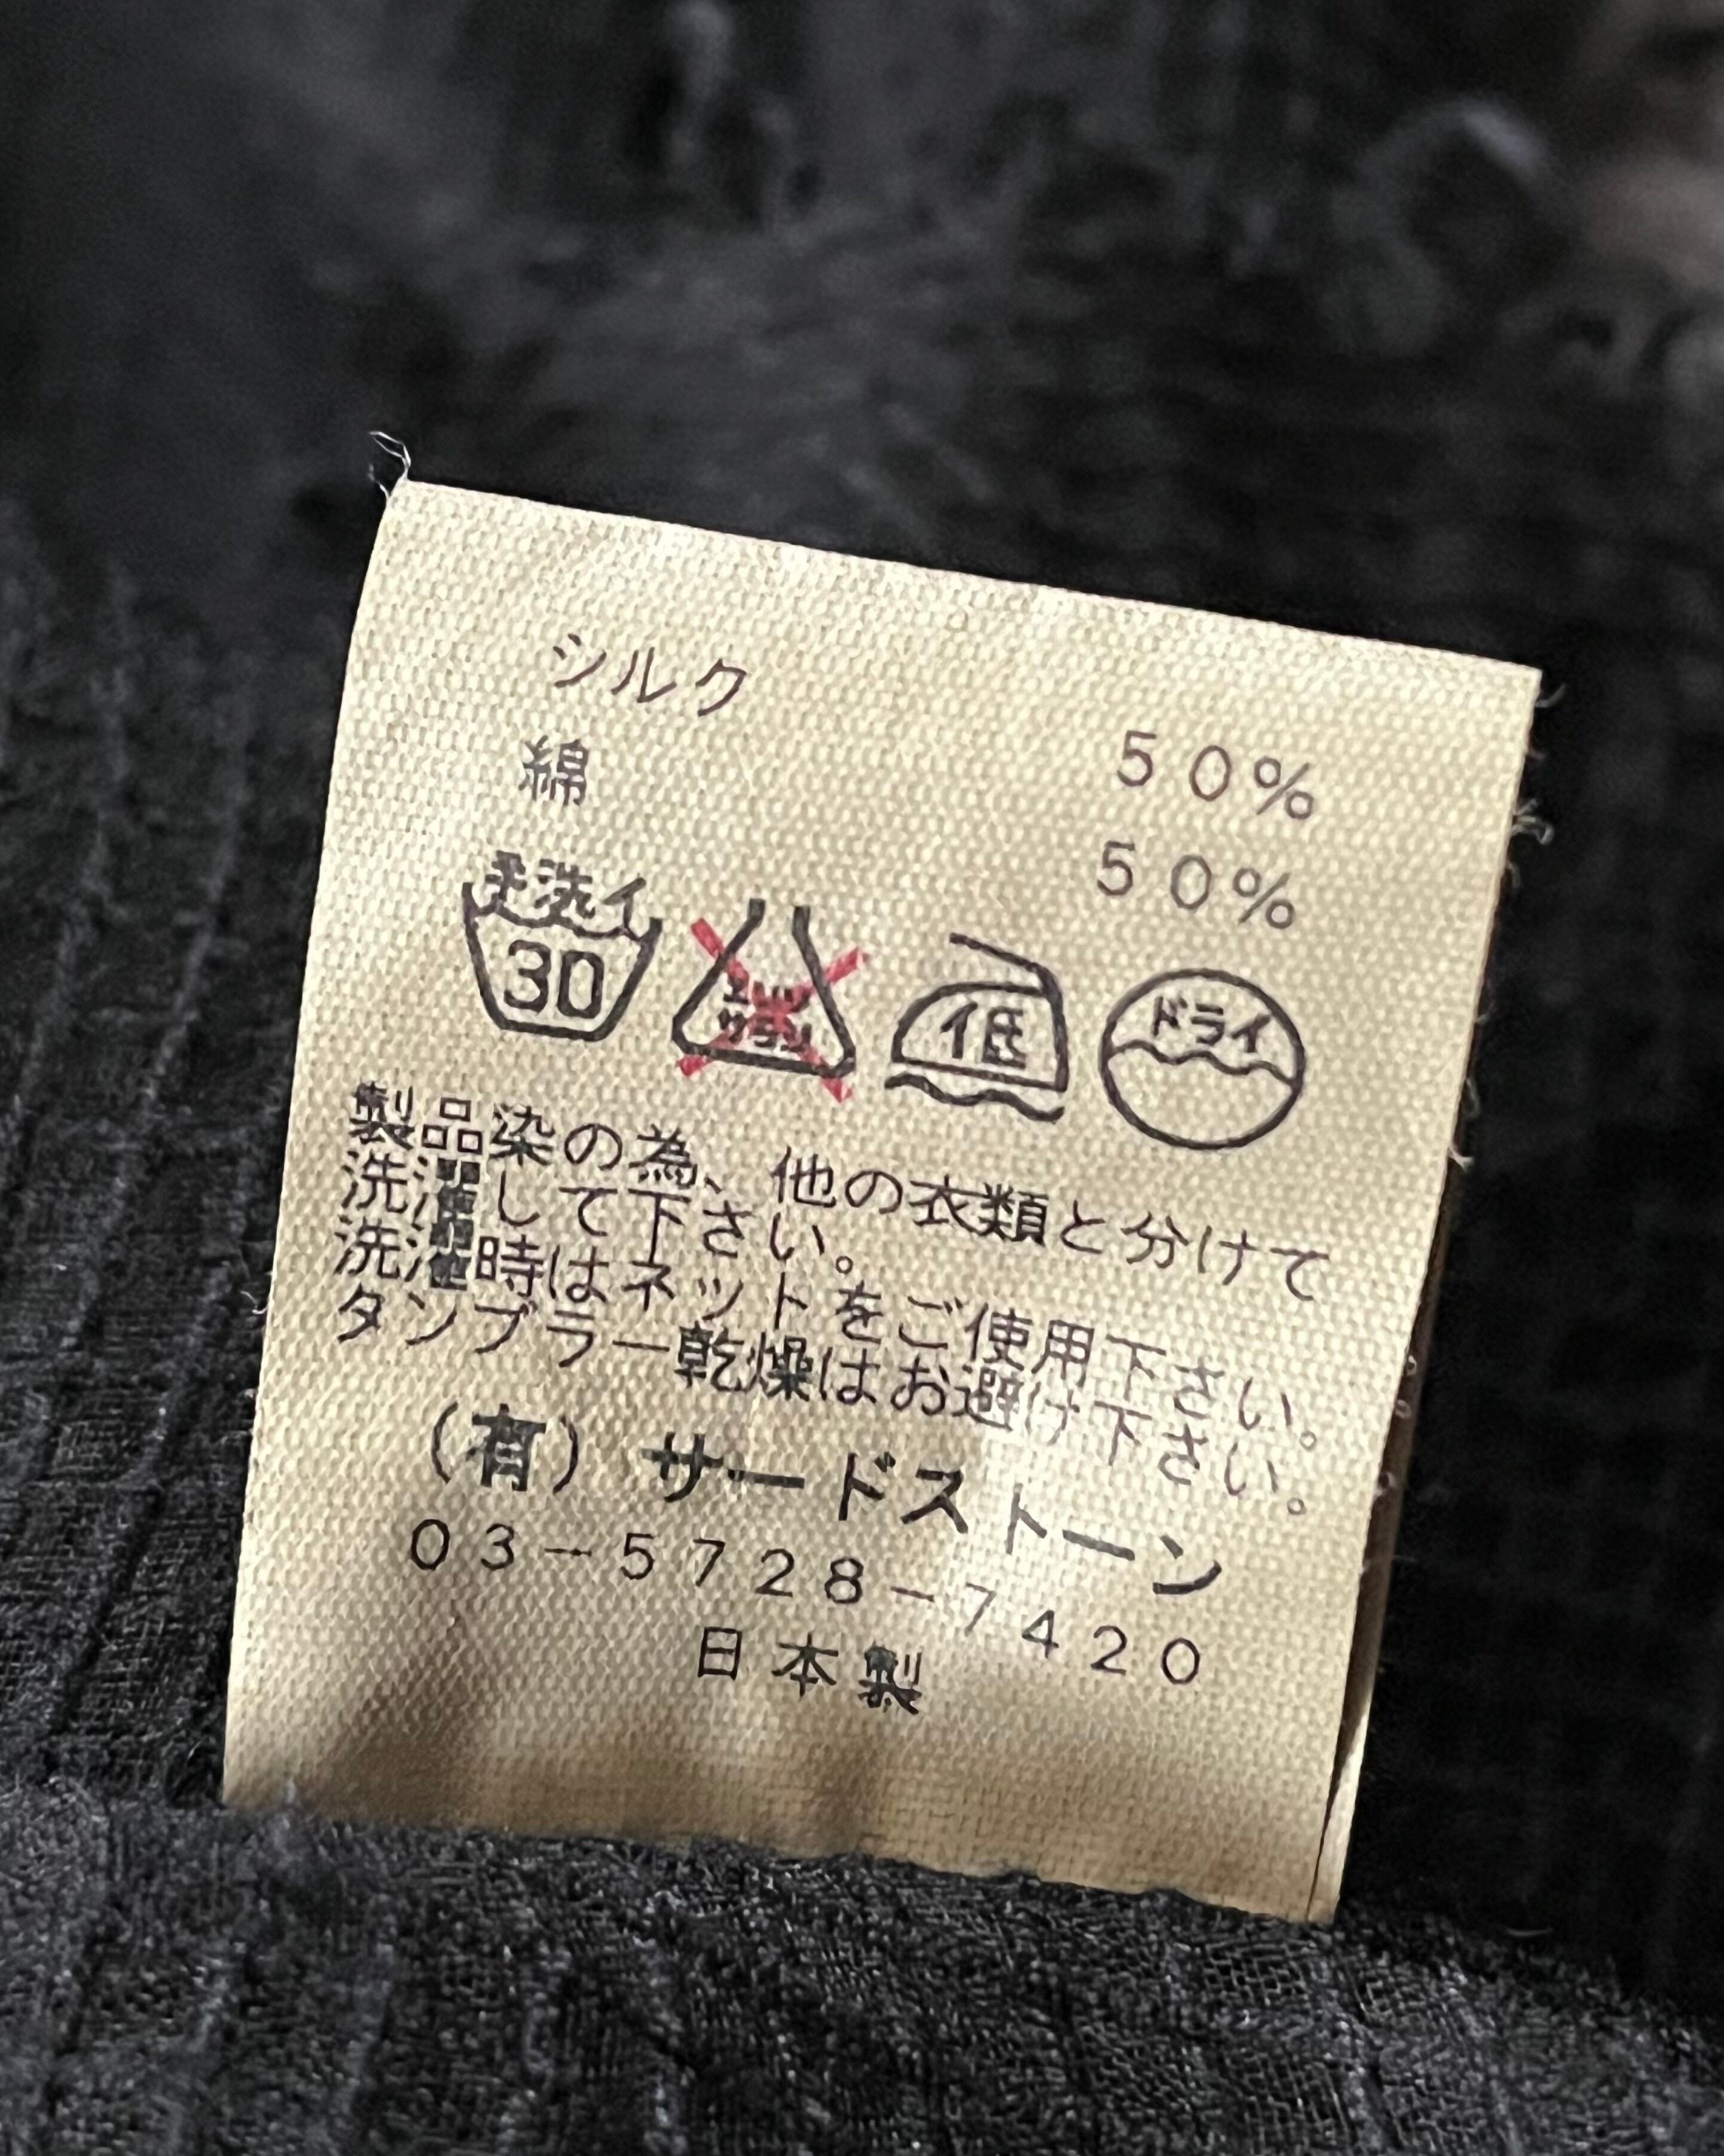 シルク 50%
綿 50%
手洗イ
30
エンソ
サラシ
低
ドライ
製品染の為、他の衣類と分けて
洗濯して下さい。
洗濯時はネットをご使用下さい。
タンブラー乾燥はお避け下さい。
(有)サードストーン
03-5728-7420
日本製